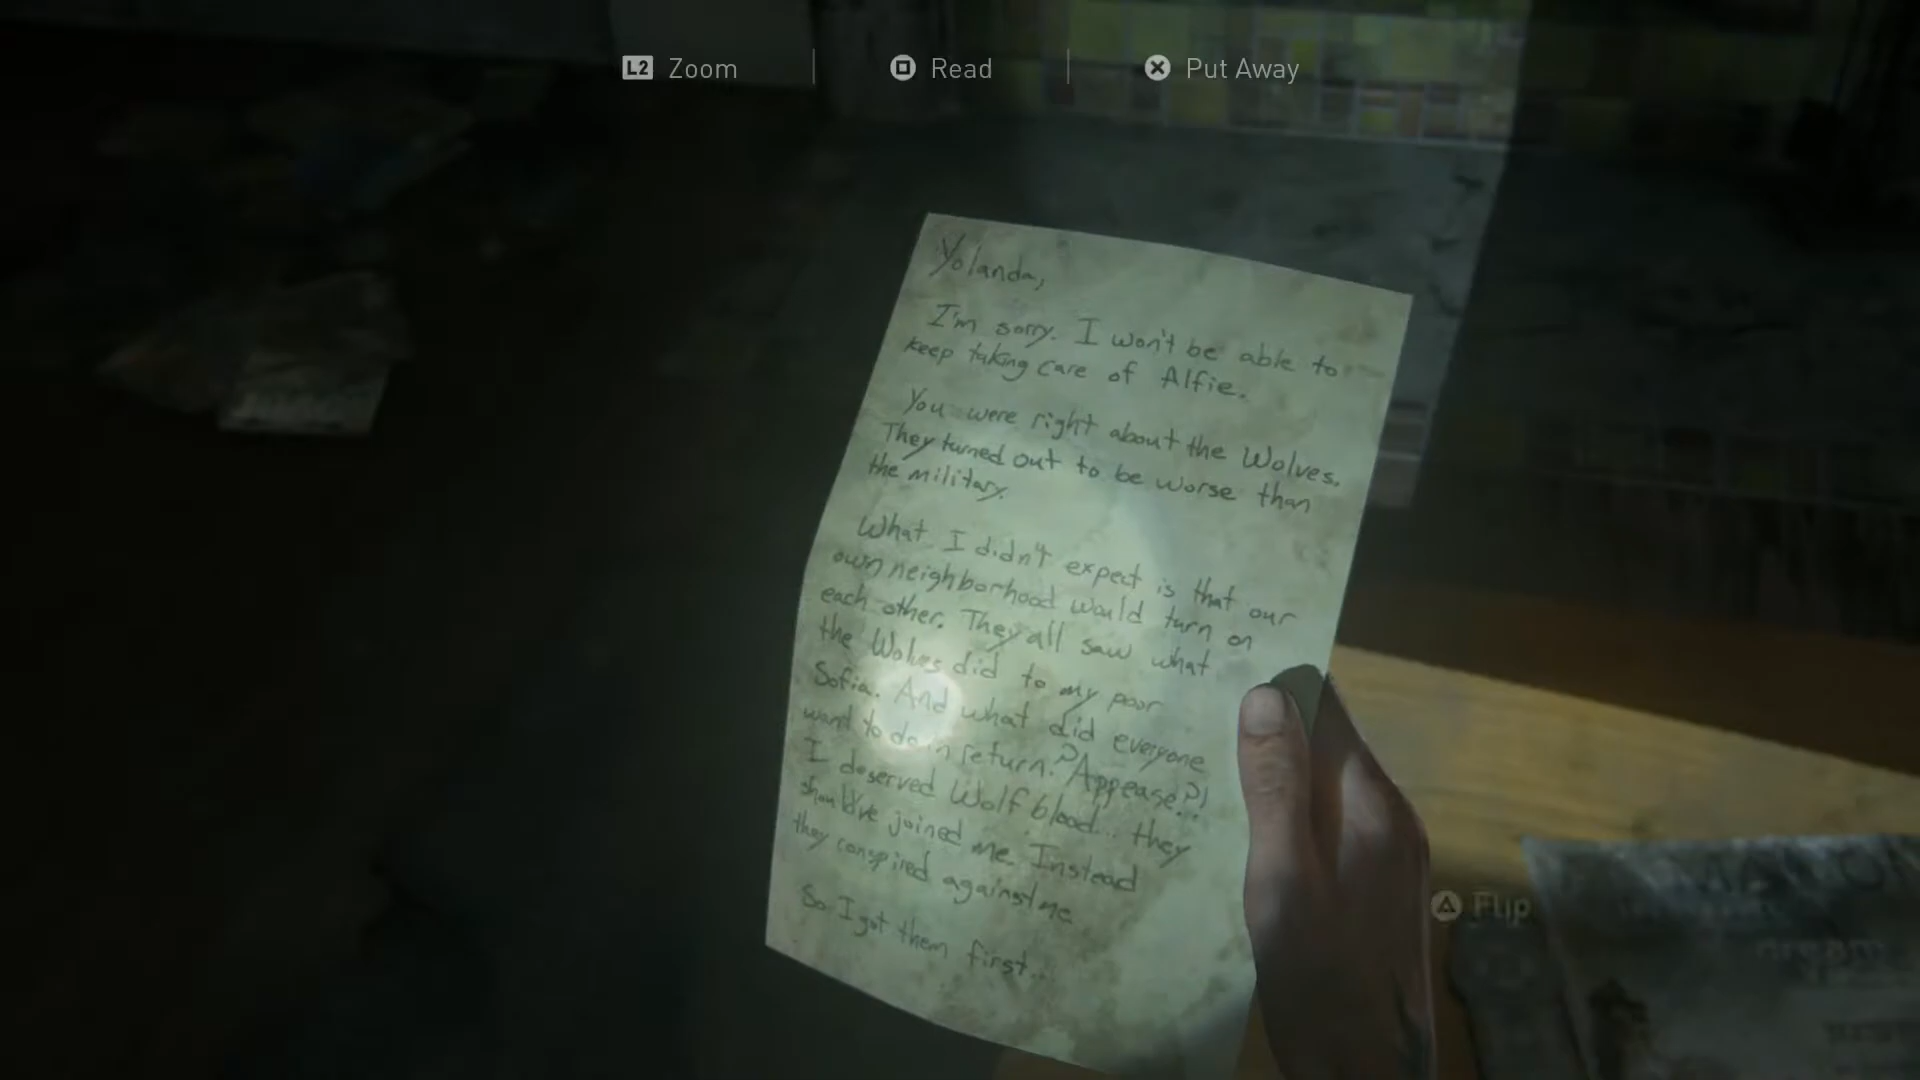 L2 Zoom
Read
Put Away
Yolanda,
I'm sorry. I won't be able to
keep taking care of Alfie.
You were right about the Wolves.
They turned out to be worse than
the military.
What I didn't expect is that our
own neighborhood would turn on
each other. They all saw what
the Wolves did to my poor
Sofia. And what did everyone
want to do in return? Appease?!
I deserved Wolf blood... they
should've joined me. Instead
they conspired against me.
So I got them first...
Flip